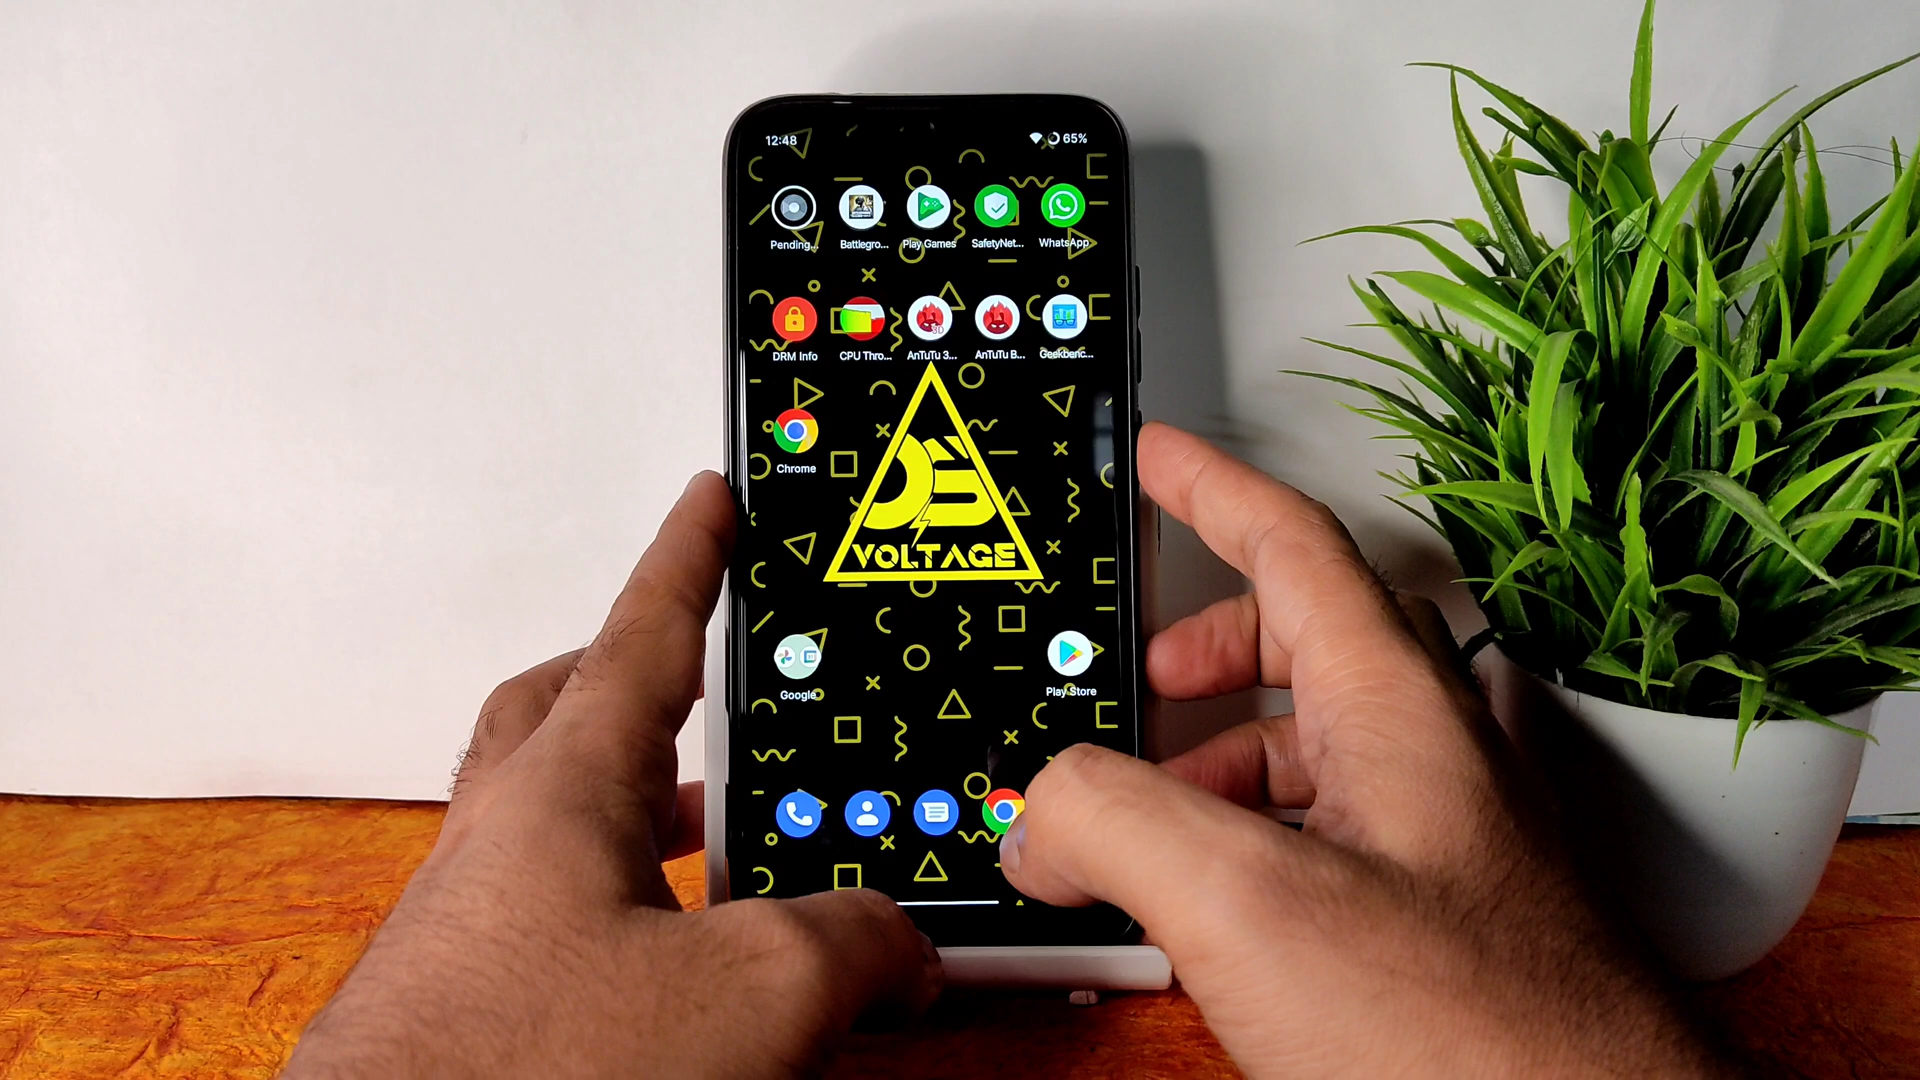 12:48 65%
Pending... Battlegro... Play Games SafetyNet... WhatsApp
DRM Info CPU Thro... AnTuTu 3... AnTuTu B... Geekbenc...
Chrome
OS
VOLTAGE
Google Play Store